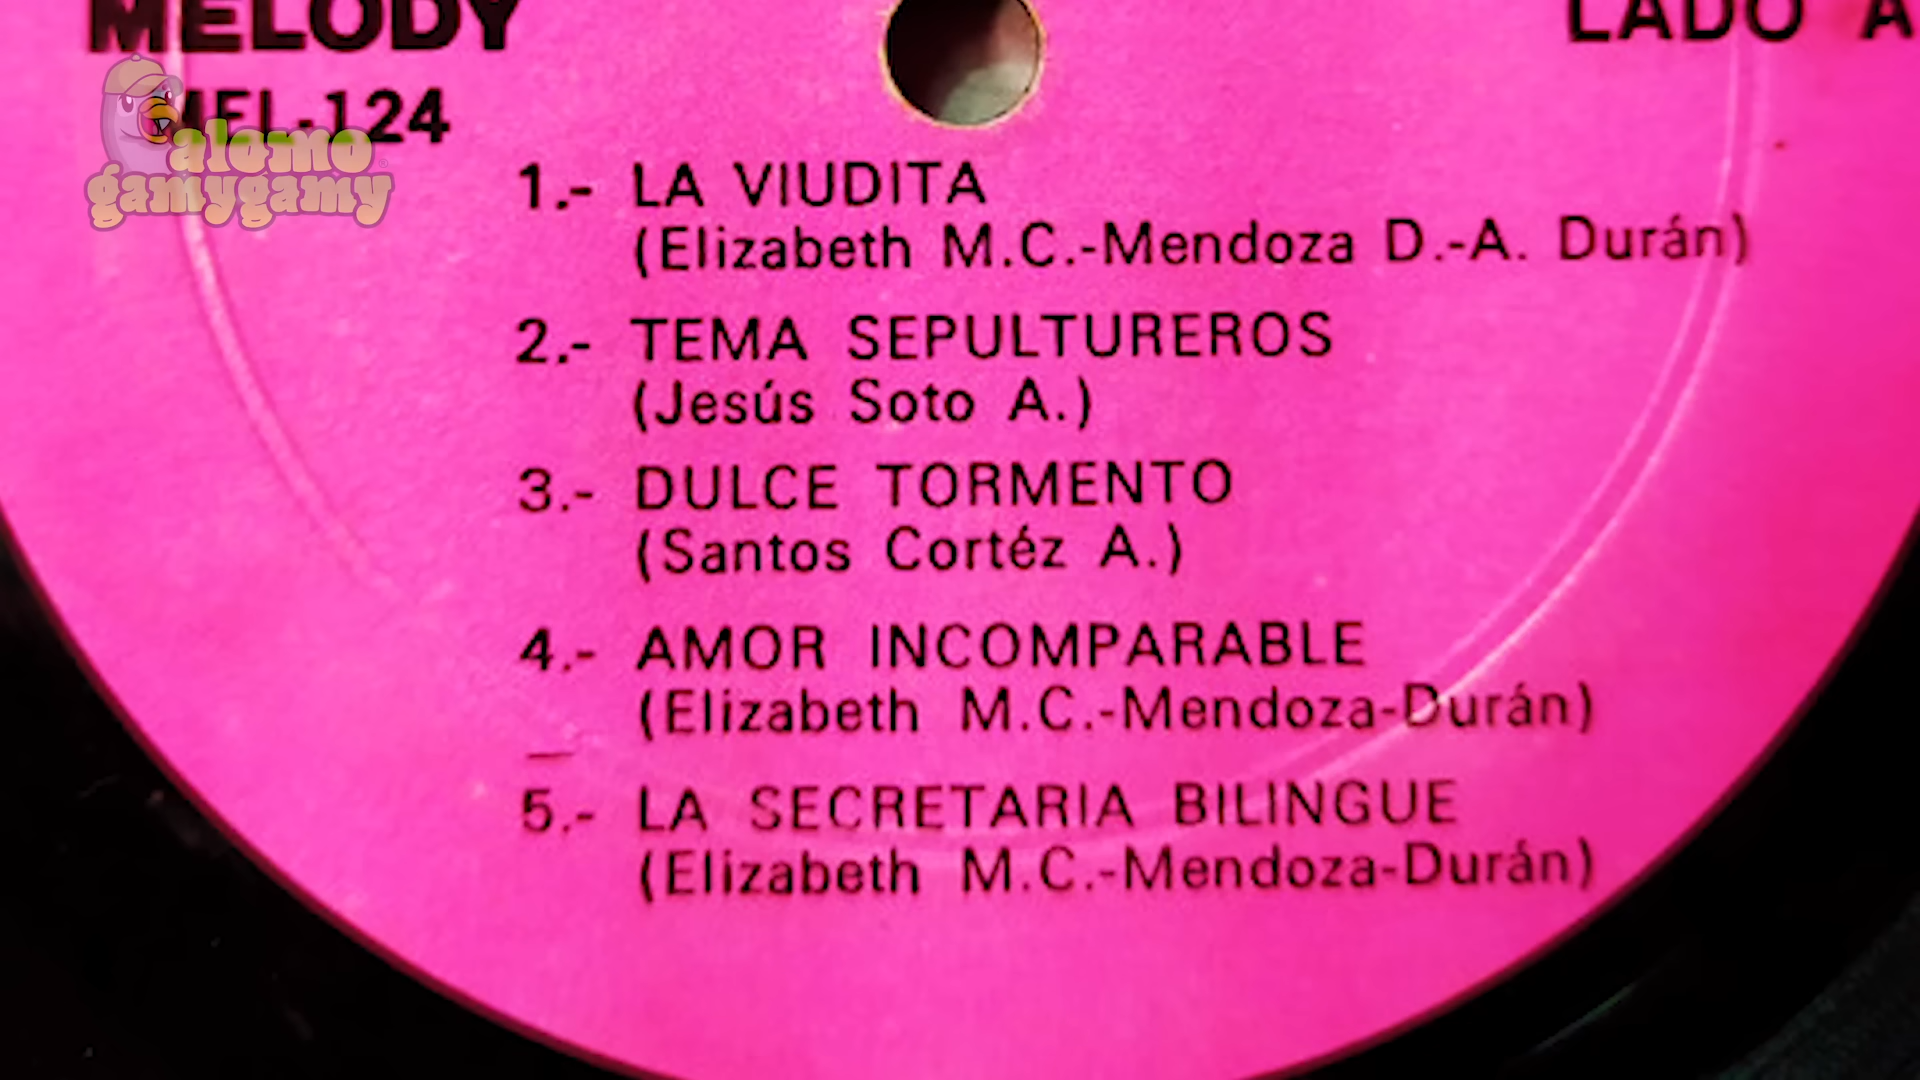 MELODY
LADO A
MEL-124
alomo
gamygamy
1.- LA VIUDITA
(Elizabeth M.C.-Mendoza D.-A. Durán)
2.- TEMA SEPULTUREROS
(Jesús Soto A.)
3.- DULCE TORMENTO
(Santos Cortéz A.)
4.- AMOR INCOMPARABLE
(Elizabeth M.C.-Mendoza-Durán)
5.- LA SECRETARIA BILINGUE
(Elizabeth M.C.-Mendoza-Durán)